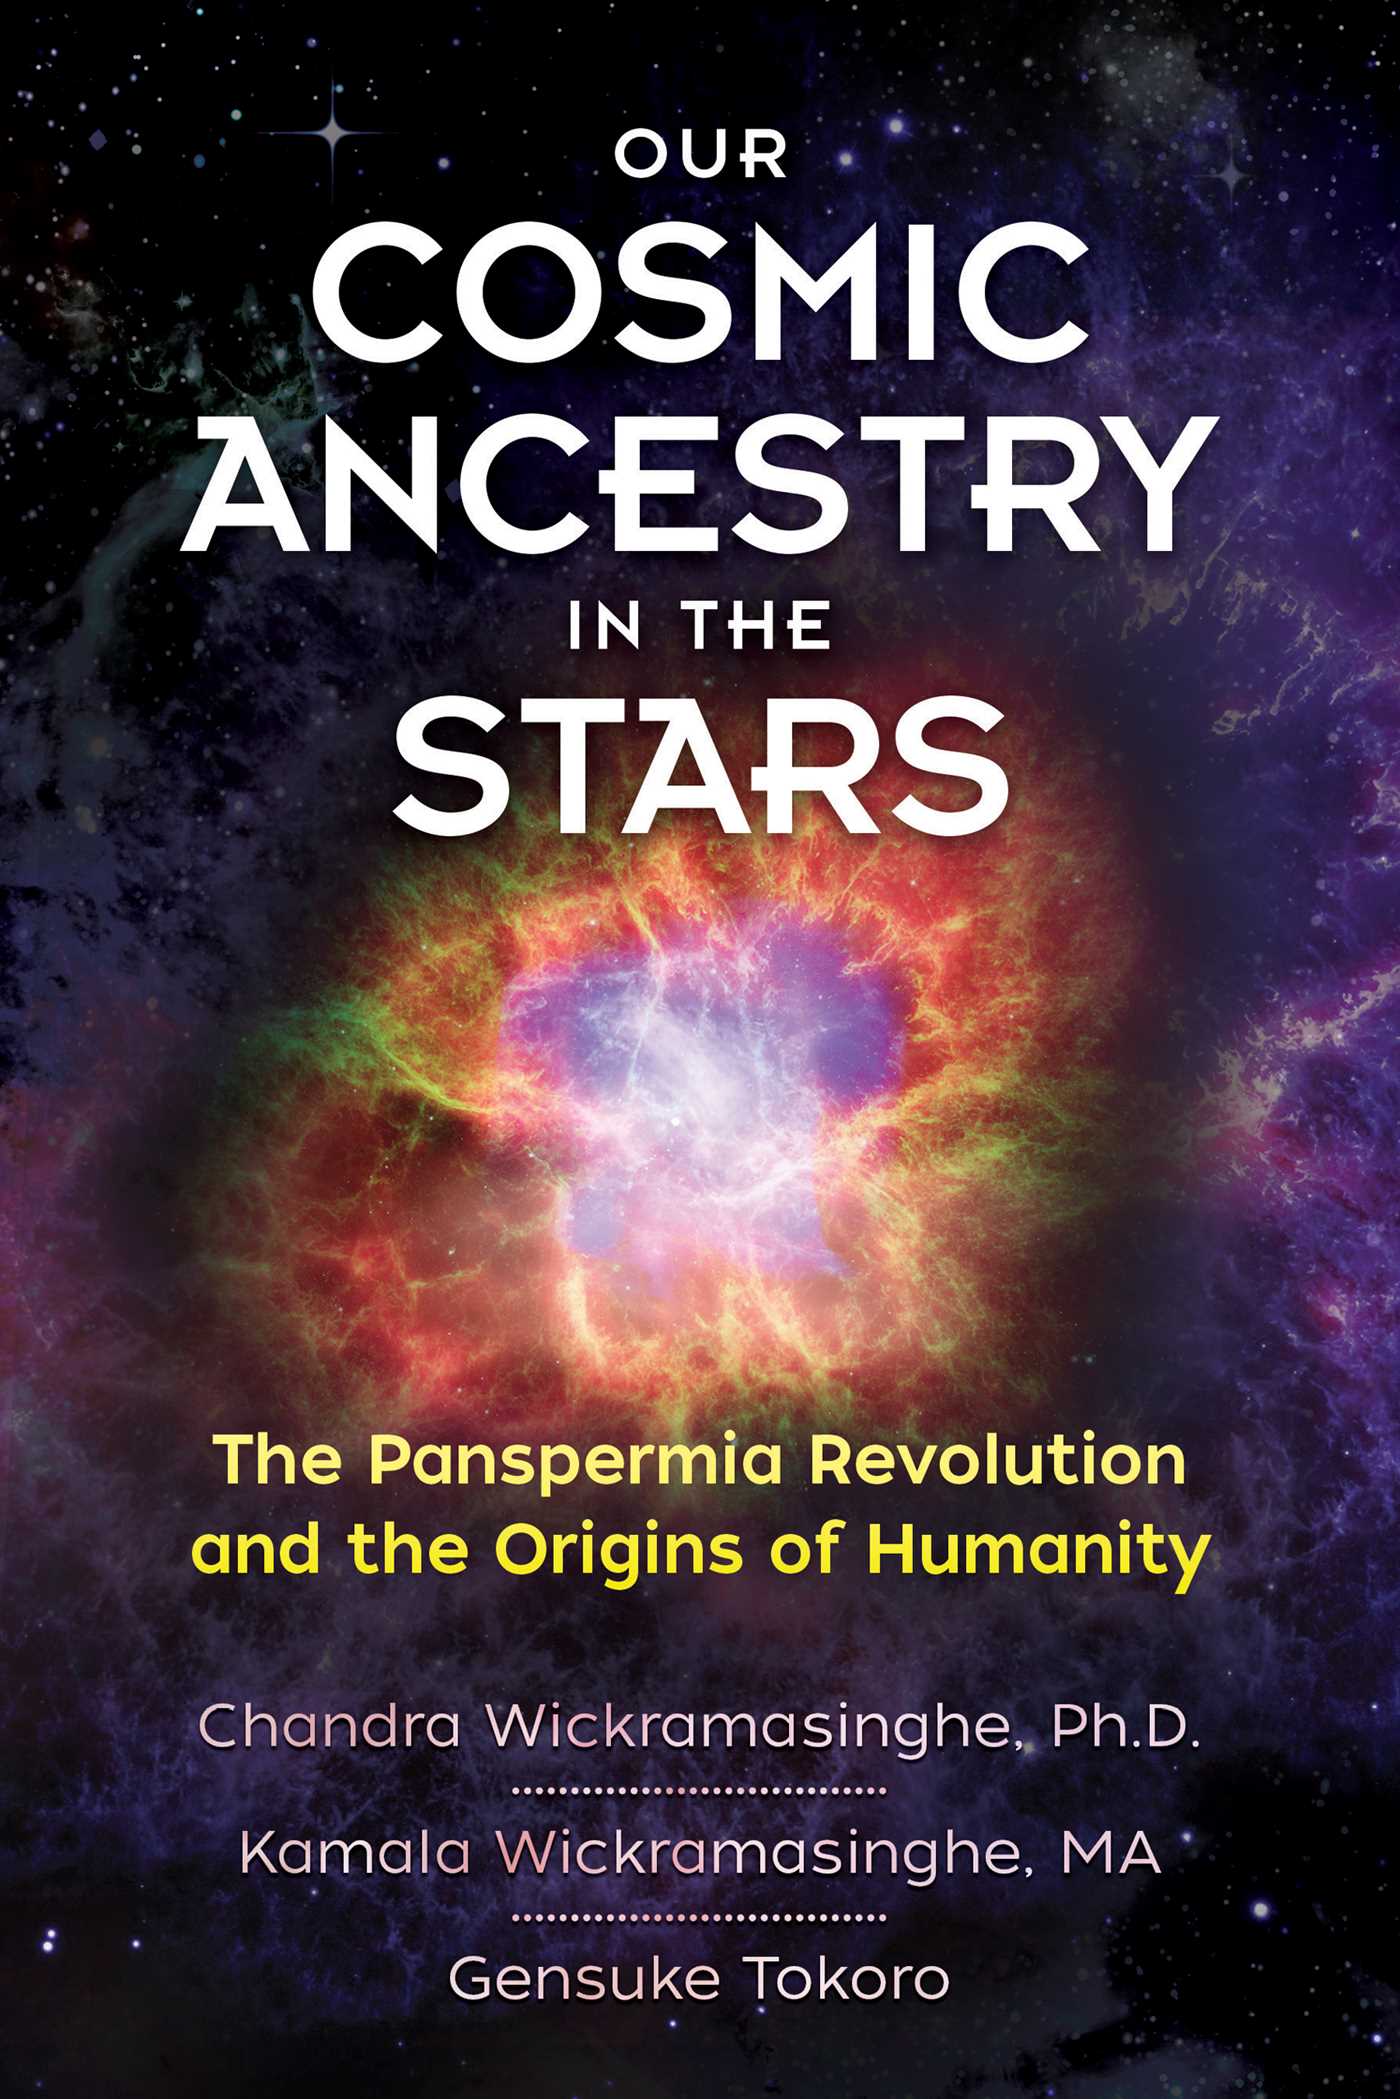 OUR
COSMIC
ANCESTRY
IN THE
STARS
The Panspermia Revolution
and the Origins of Humanity
Chandra Wickramasinghe, Ph.D.
Kamala Wickramasinghe, MA
Gensuke Tokoro